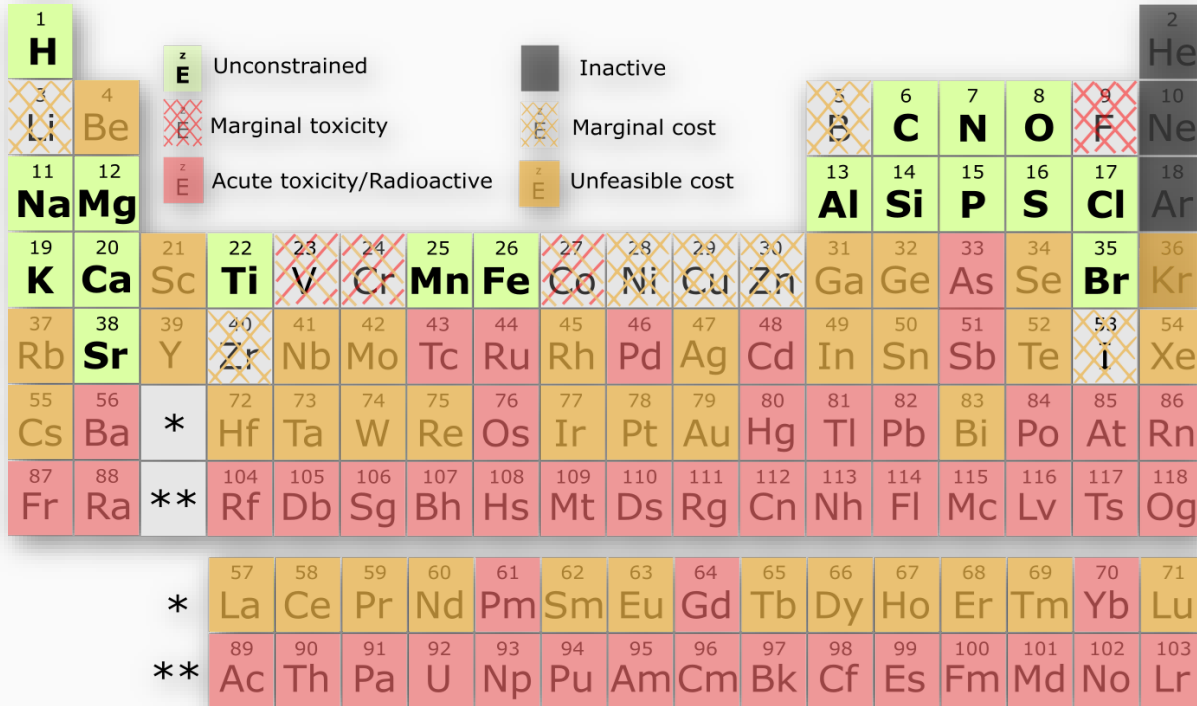 1 2
H He
z
E Unconstrained Inactive
3 4 5 6 7 8 9 10
Li Be B C N O F Ne
z z
E Marginal toxicity E Marginal cost
11 12 13 14 15 16 17 18
Na Mg Al Si P S Cl Ar
z z
E Acute toxicity/Radioactive E Unfeasible cost
19 20 21 22 23 24 25 26 27 28 29 30 31 32 33 34 35 36
K Ca Sc Ti V Cr Mn Fe Co Ni Cu Zn Ga Ge As Se Br Kr
37 38 39 40 41 42 43 44 45 46 47 48 49 50 51 52 53 54
Rb Sr Y Zr Nb Mo Tc Ru Rh Pd Ag Cd In Sn Sb Te I Xe
55 56 72 73 74 75 76 77 78 79 80 81 82 83 84 85 86
Cs Ba * Hf Ta W Re Os Ir Pt Au Hg Tl Pb Bi Po At Rn
87 88 104 105 106 107 108 109 110 111 112 113 114 115 116 117 118
Fr Ra ** Rf Db Sg Bh Hs Mt Ds Rg Cn Nh Fl Mc Lv Ts Og
57 58 59 60 61 62 63 64 65 66 67 68 69 70 71
* La Ce Pr Nd Pm Sm Eu Gd Tb Dy Ho Er Tm Yb Lu
89 90 91 92 93 94 95 96 97 98 99 100 101 102 103
** Ac Th Pa U Np Pu Am Cm Bk Cf Es Fm Md No Lr